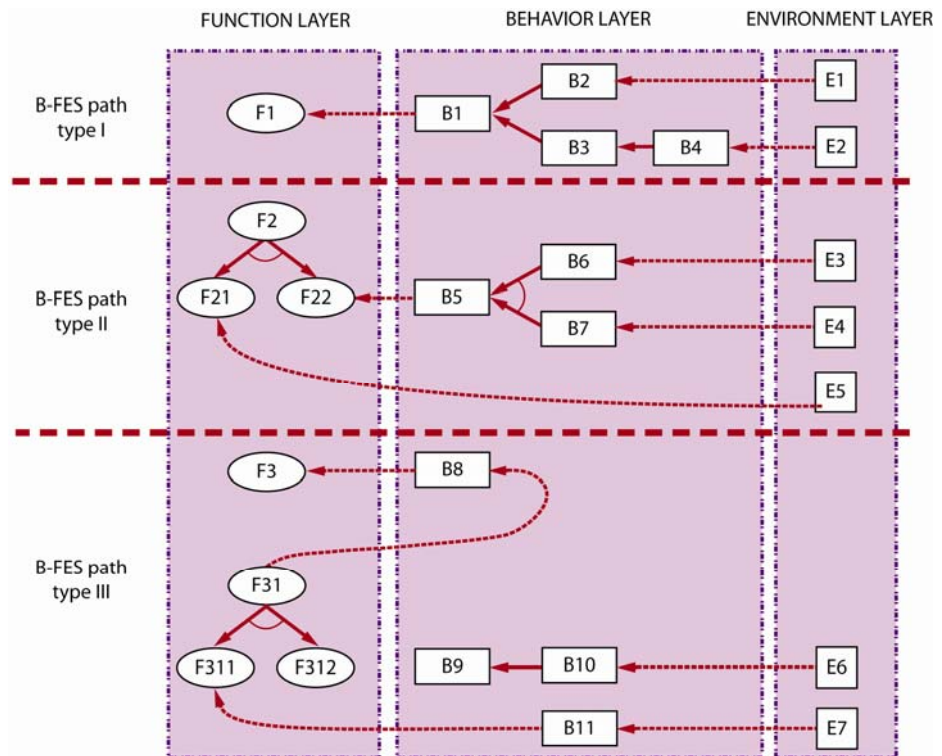 FUNCTION LAYER BEHAVIOR LAYER ENVIRONMENT LAYER
B-FES path
type I
F1 B1 B2 E1
B3 B4 E2
B-FES path
type II
F2
F21 F22 B5 B6 E3
B7 E4
E5
B-FES path
type III
F3 B8
F31
F311 F312 B9 B10 E6
B11 E7